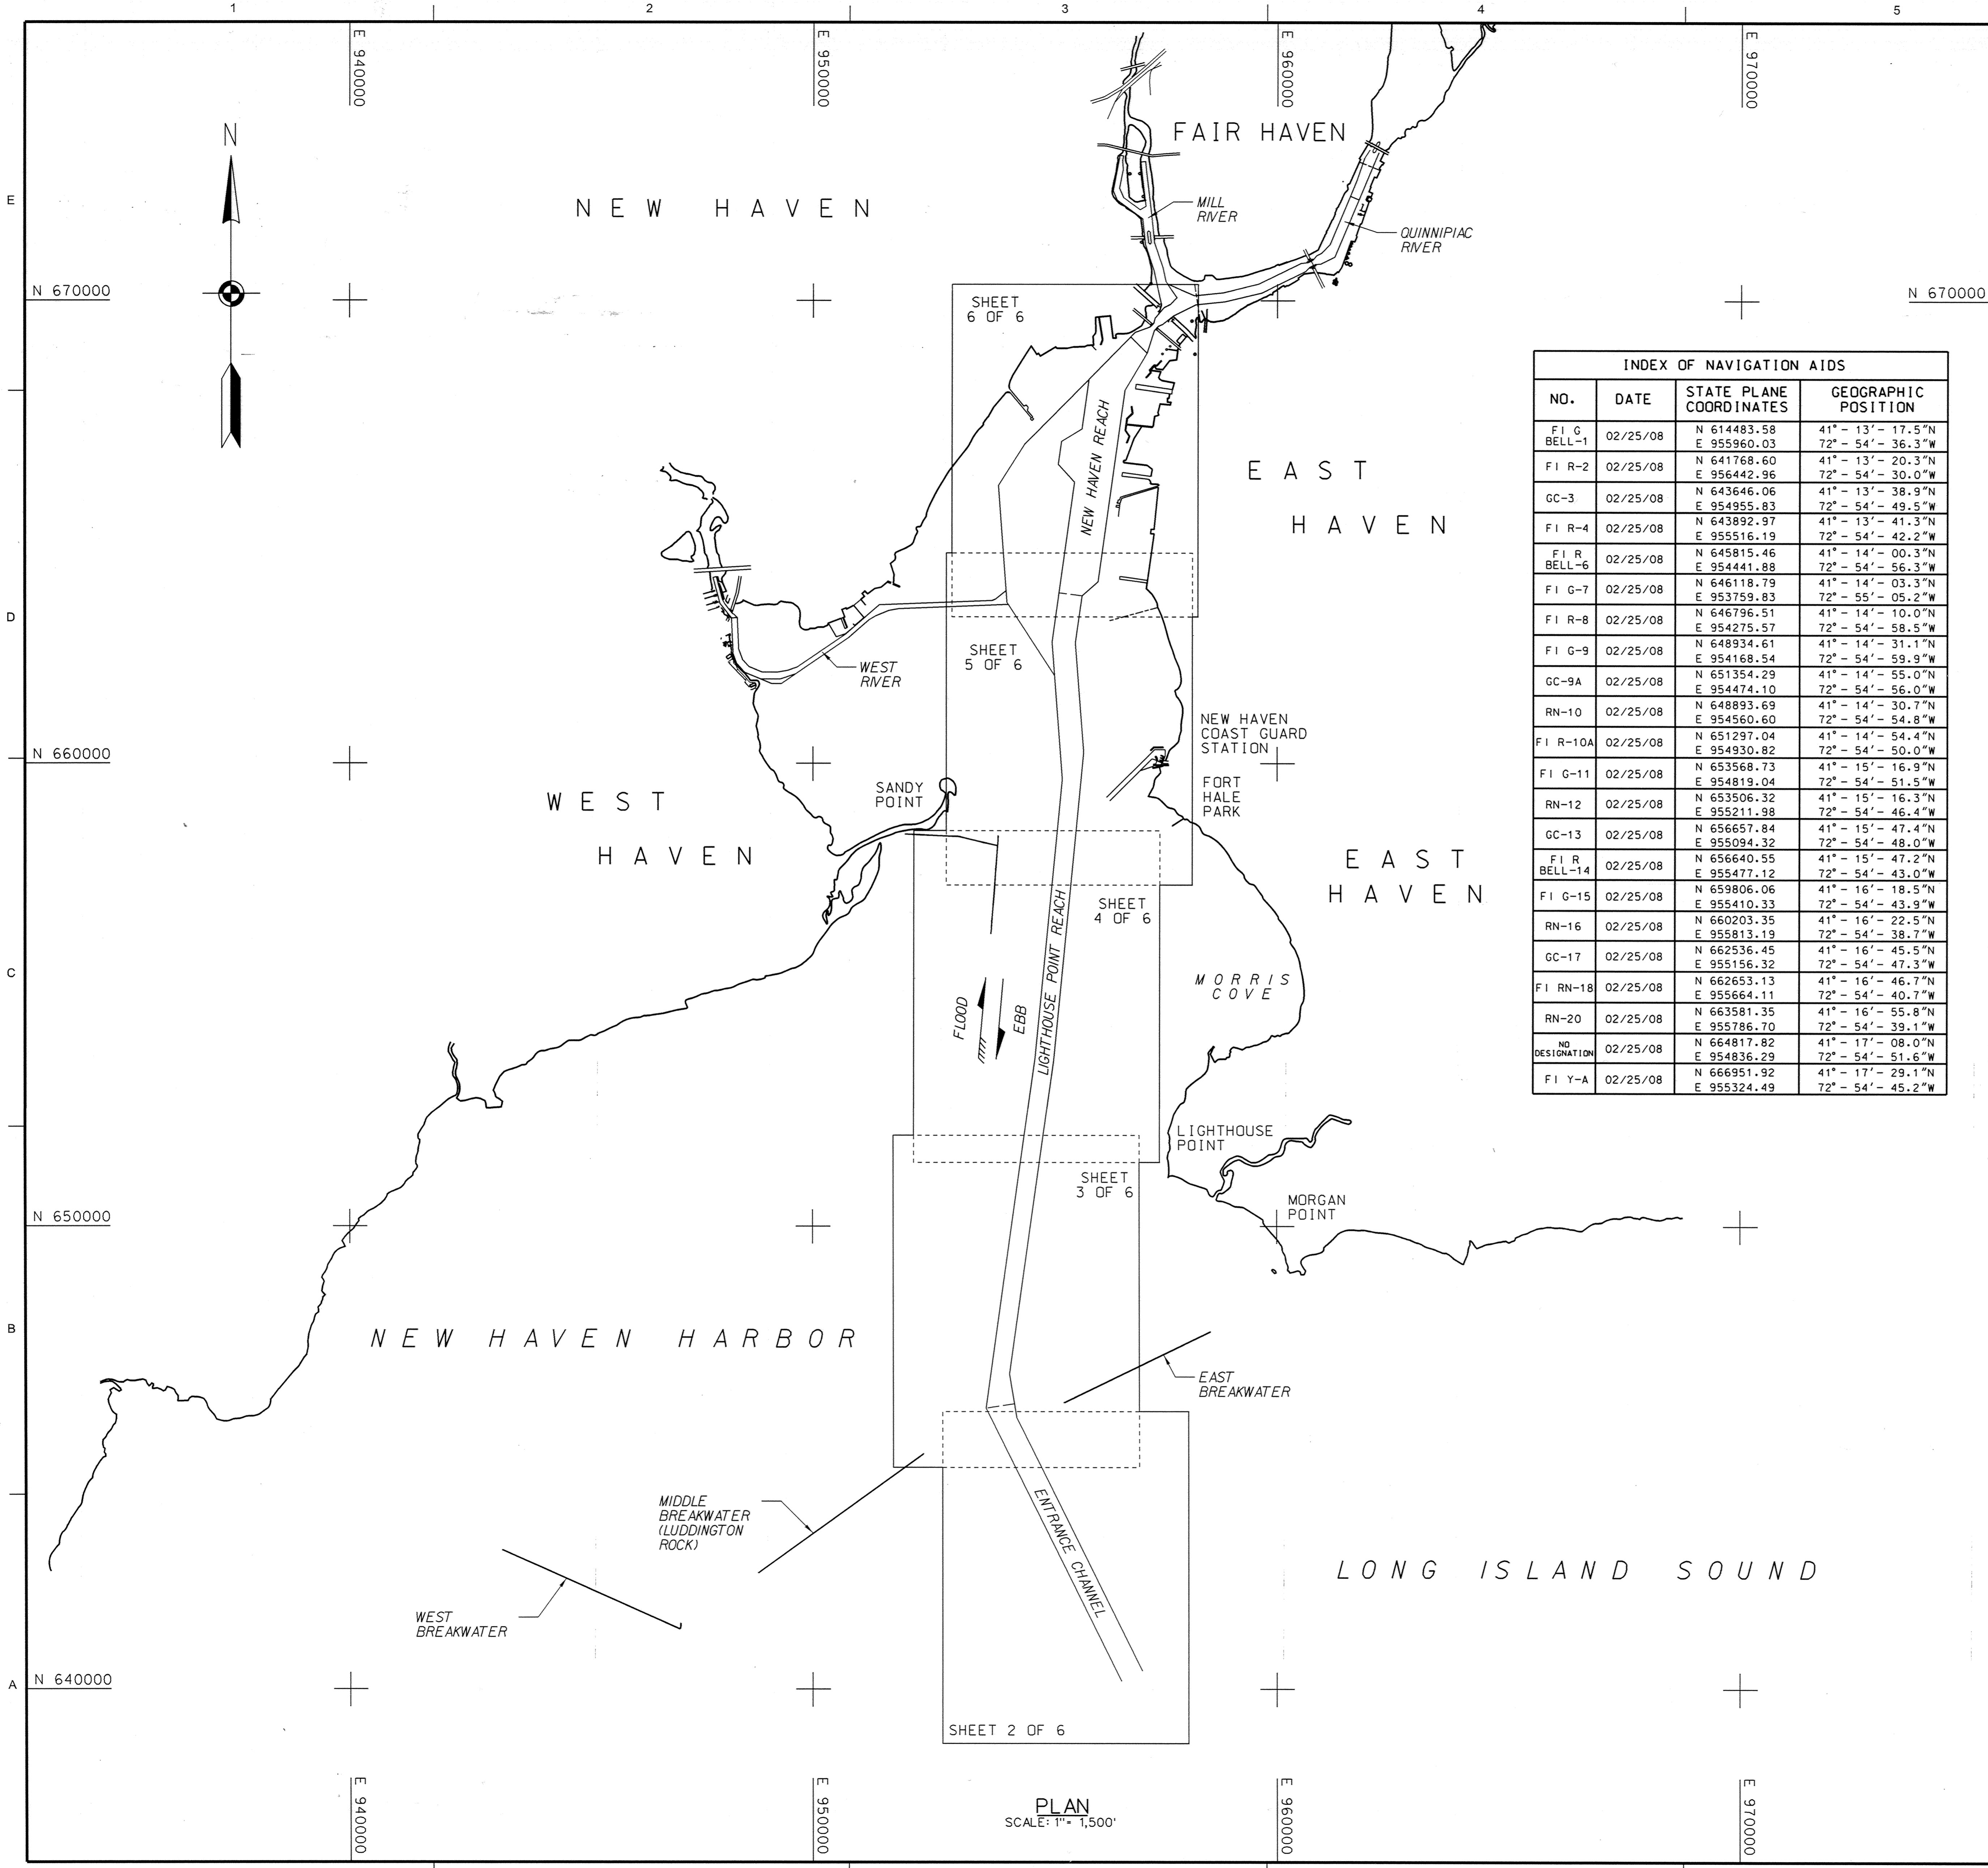 1 2 3 4 5
E 940000
E 950000
E 960000
E 970000
N
FAIR HAVEN
E
NEW HAVEN
MILL
RIVER
QUINNIPIAC
RIVER
N 670000
N 670000
SHEET
6 OF 6
NEW HAVEN REACH
EAST
HAVEN
INDEX OF NAVIGATION AIDS
NO. DATE STATE PLANE COORDINATES GEOGRAPHIC POSITION
FI G BELL-1 02/25/08 N 614483.58 41° - 13' - 17.5"N
E 955960.03 72° - 54' - 36.3"W
FI R-2 02/25/08 N 641768.60 41° - 13' - 20.3"N
E 956442.96 72° - 54' - 30.0"W
GC-3 02/25/08 N 643646.06 41° - 13' - 38.9"N
E 954955.83 72° - 54' - 49.5"W
FI R-4 02/25/08 N 643892.97 41° - 13' - 41.3"N
E 955516.19 72° - 54' - 42.2"W
FI R BELL-6 02/25/08 N 645815.46 41° - 14' - 00.3"N
E 954441.88 72° - 54' - 56.3"W
FI G-7 02/25/08 N 646118.79 41° - 14' - 03.3"N
E 953759.83 72° - 55' - 05.2"W
FI R-8 02/25/08 N 646796.51 41° - 14' - 10.0"N
E 954275.57 72° - 54' - 58.5"W
FI G-9 02/25/08 N 648934.61 41° - 14' - 31.1"N
E 954168.54 72° - 54' - 59.9"W
GC-9A 02/25/08 N 651354.29 41° - 14' - 55.0"N
E 954474.10 72° - 54' - 56.0"W
RN-10 02/25/08 N 648893.69 41° - 14' - 30.7"N
E 954560.60 72° - 54' - 54.8"W
FI R-10A 02/25/08 N 651297.04 41° - 14' - 54.4"N
E 954930.82 72° - 54' - 50.0"W
FI G-11 02/25/08 N 653568.73 41° - 15' - 16.9"N
E 954819.04 72° - 54' - 51.5"W
RN-12 02/25/08 N 653506.32 41° - 15' - 16.3"N
E 955211.98 72° - 54' - 46.4"W
GC-13 02/25/08 N 656657.84 41° - 15' - 47.4"N
E 955094.32 72° - 54' - 48.0"W
FI R BELL-14 02/25/08 N 656640.55 41° - 15' - 47.2"N
E 955477.12 72° - 54' - 43.0"W
FI G-15 02/25/08 N 659806.06 41° - 16' - 18.5"N
E 955410.33 72° - 54' - 43.9"W
RN-16 02/25/08 N 660203.35 41° - 16' - 22.5"N
E 955813.19 72° - 54' - 38.7"W
GC-17 02/25/08 N 662536.45 41° - 16' - 45.5"N
E 955156.32 72° - 54' - 47.3"W
FI RN-18 02/25/08 N 662653.13 41° - 16' - 46.7"N
E 955664.11 72° - 54' - 40.7"W
RN-20 02/25/08 N 663581.35 41° - 16' - 55.8"N
E 955786.70 72° - 54' - 39.1"W
NO DESIGNATION 02/25/08 N 664817.82 41° - 17' - 08.0"N
E 954836.29 72° - 54' - 51.6"W
FI Y-A 02/25/08 N 666951.92 41° - 17' - 29.1"N
E 955324.49 72° - 54' - 45.2"W
D
SHEET
5 OF 6
WEST
RIVER
NEW HAVEN
COAST GUARD
STATION
N 660000
SANDY
POINT
FORT
HALE
PARK
WEST
HAVEN
EAST
HAVEN
SHEET
4 OF 6
LIGHTHOUSE POINT REACH
C
MORRIS
COVE
FLOOD
EBB
LIGHTHOUSE
POINT
SHEET
3 OF 6
MORGAN
POINT
N 650000
B
NEW HAVEN HARBOR
EAST
BREAKWATER
MIDDLE
BREAKWATER
(LUDDINGTON
ROCK)
ENTRANCE CHANNEL
LONG ISLAND SOUND
WEST
BREAKWATER
A
N 640000
SHEET 2 OF 6
E 940000
E 950000
E 960000
E 970000
PLAN
SCALE: 1"= 1,500'